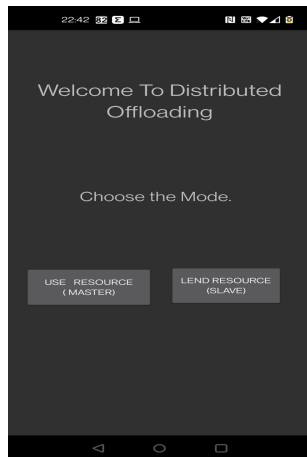 22:42
Welcome To Distributed
Offloading
Choose the Mode.
USE RESOURCE
( MASTER)
LEND RESOURCE
(SLAVE)